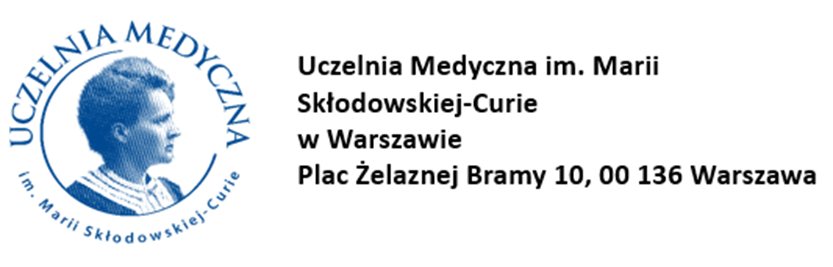 UCZELNIA MEDYCZNA
im. Marii Skłodowskiej-Curie
Uczelnia Medyczna im. Marii
Skłodowskiej-Curie
w Warszawie
Plac Żelaznej Bramy 10, 00 136 Warszawa